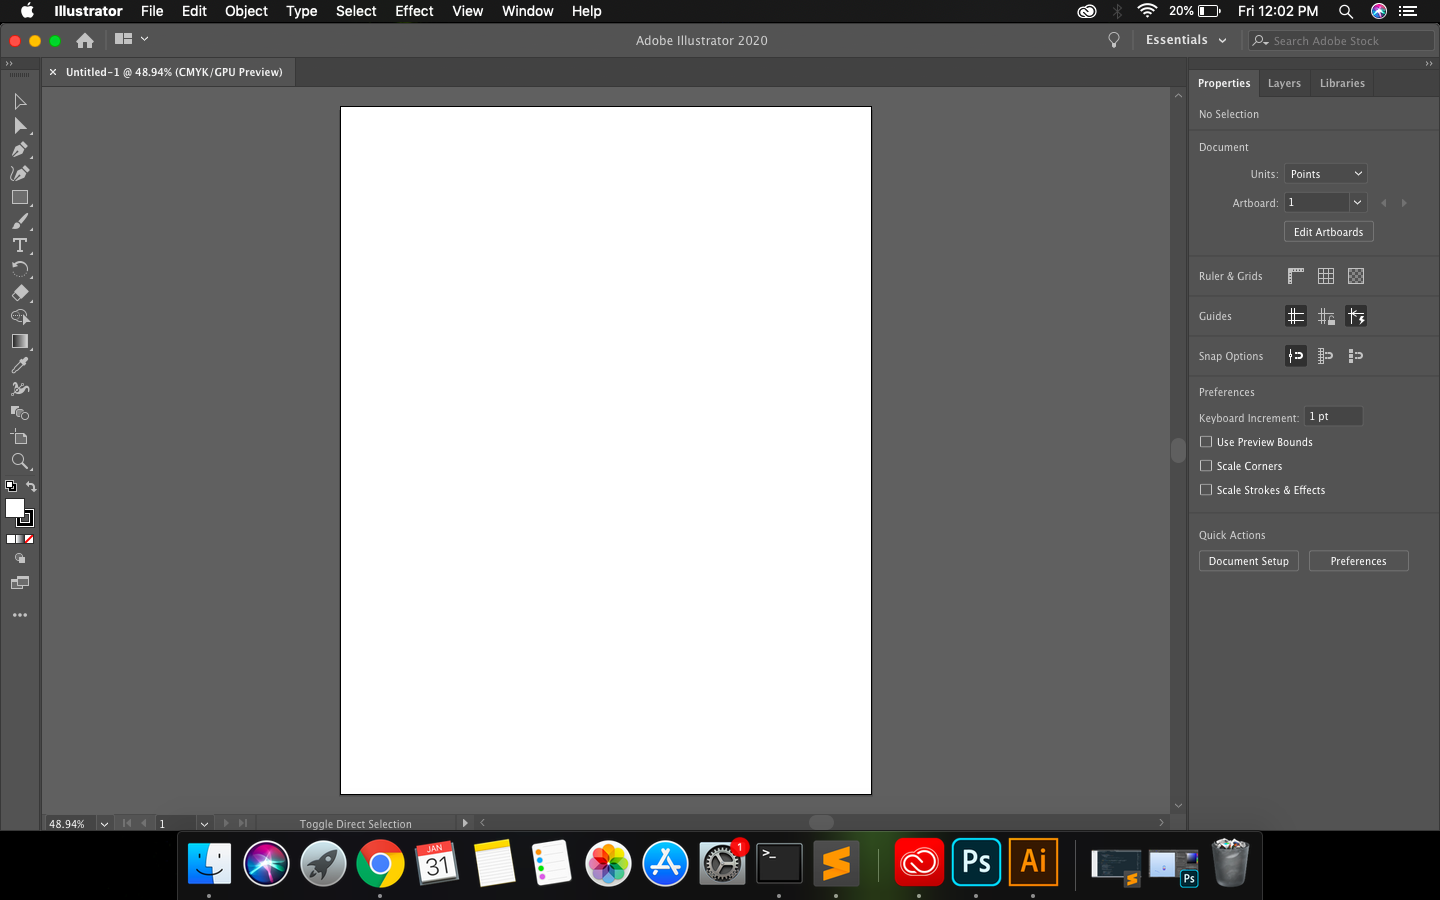 Illustrator File Edit Object Type Select Effect View Window Help 20% Fri 12:02 PM
Adobe Illustrator 2020 Essentials Search Adobe Stock
× Untitled-1 @ 48.94% (CMYK/GPU Preview)
Properties Layers Libraries
No Selection
Document
Units: Points
Artboard: 1
Edit Artboards
Ruler & Grids
Guides
Snap Options
Preferences
Keyboard Increment: 1 pt
Use Preview Bounds
Scale Corners
Scale Strokes & Effects
Quick Actions
Document Setup Preferences
48.94% 1 Toggle Direct Selection
JAN
31
1
>_
Ps
Ai
Ps